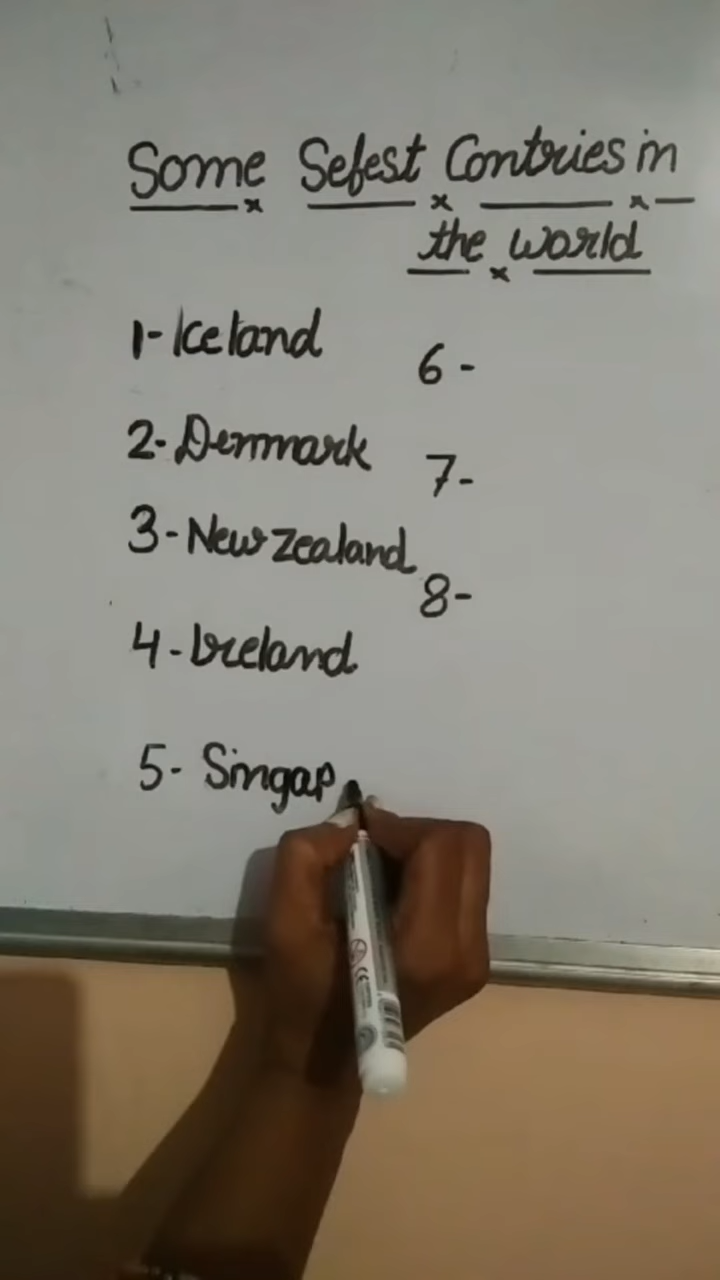 Some Sefest Contries in
the world
1- Iceland
2- Denmark
3- New zealand
4- Ireland
5- Singap
6 -
7-
8-